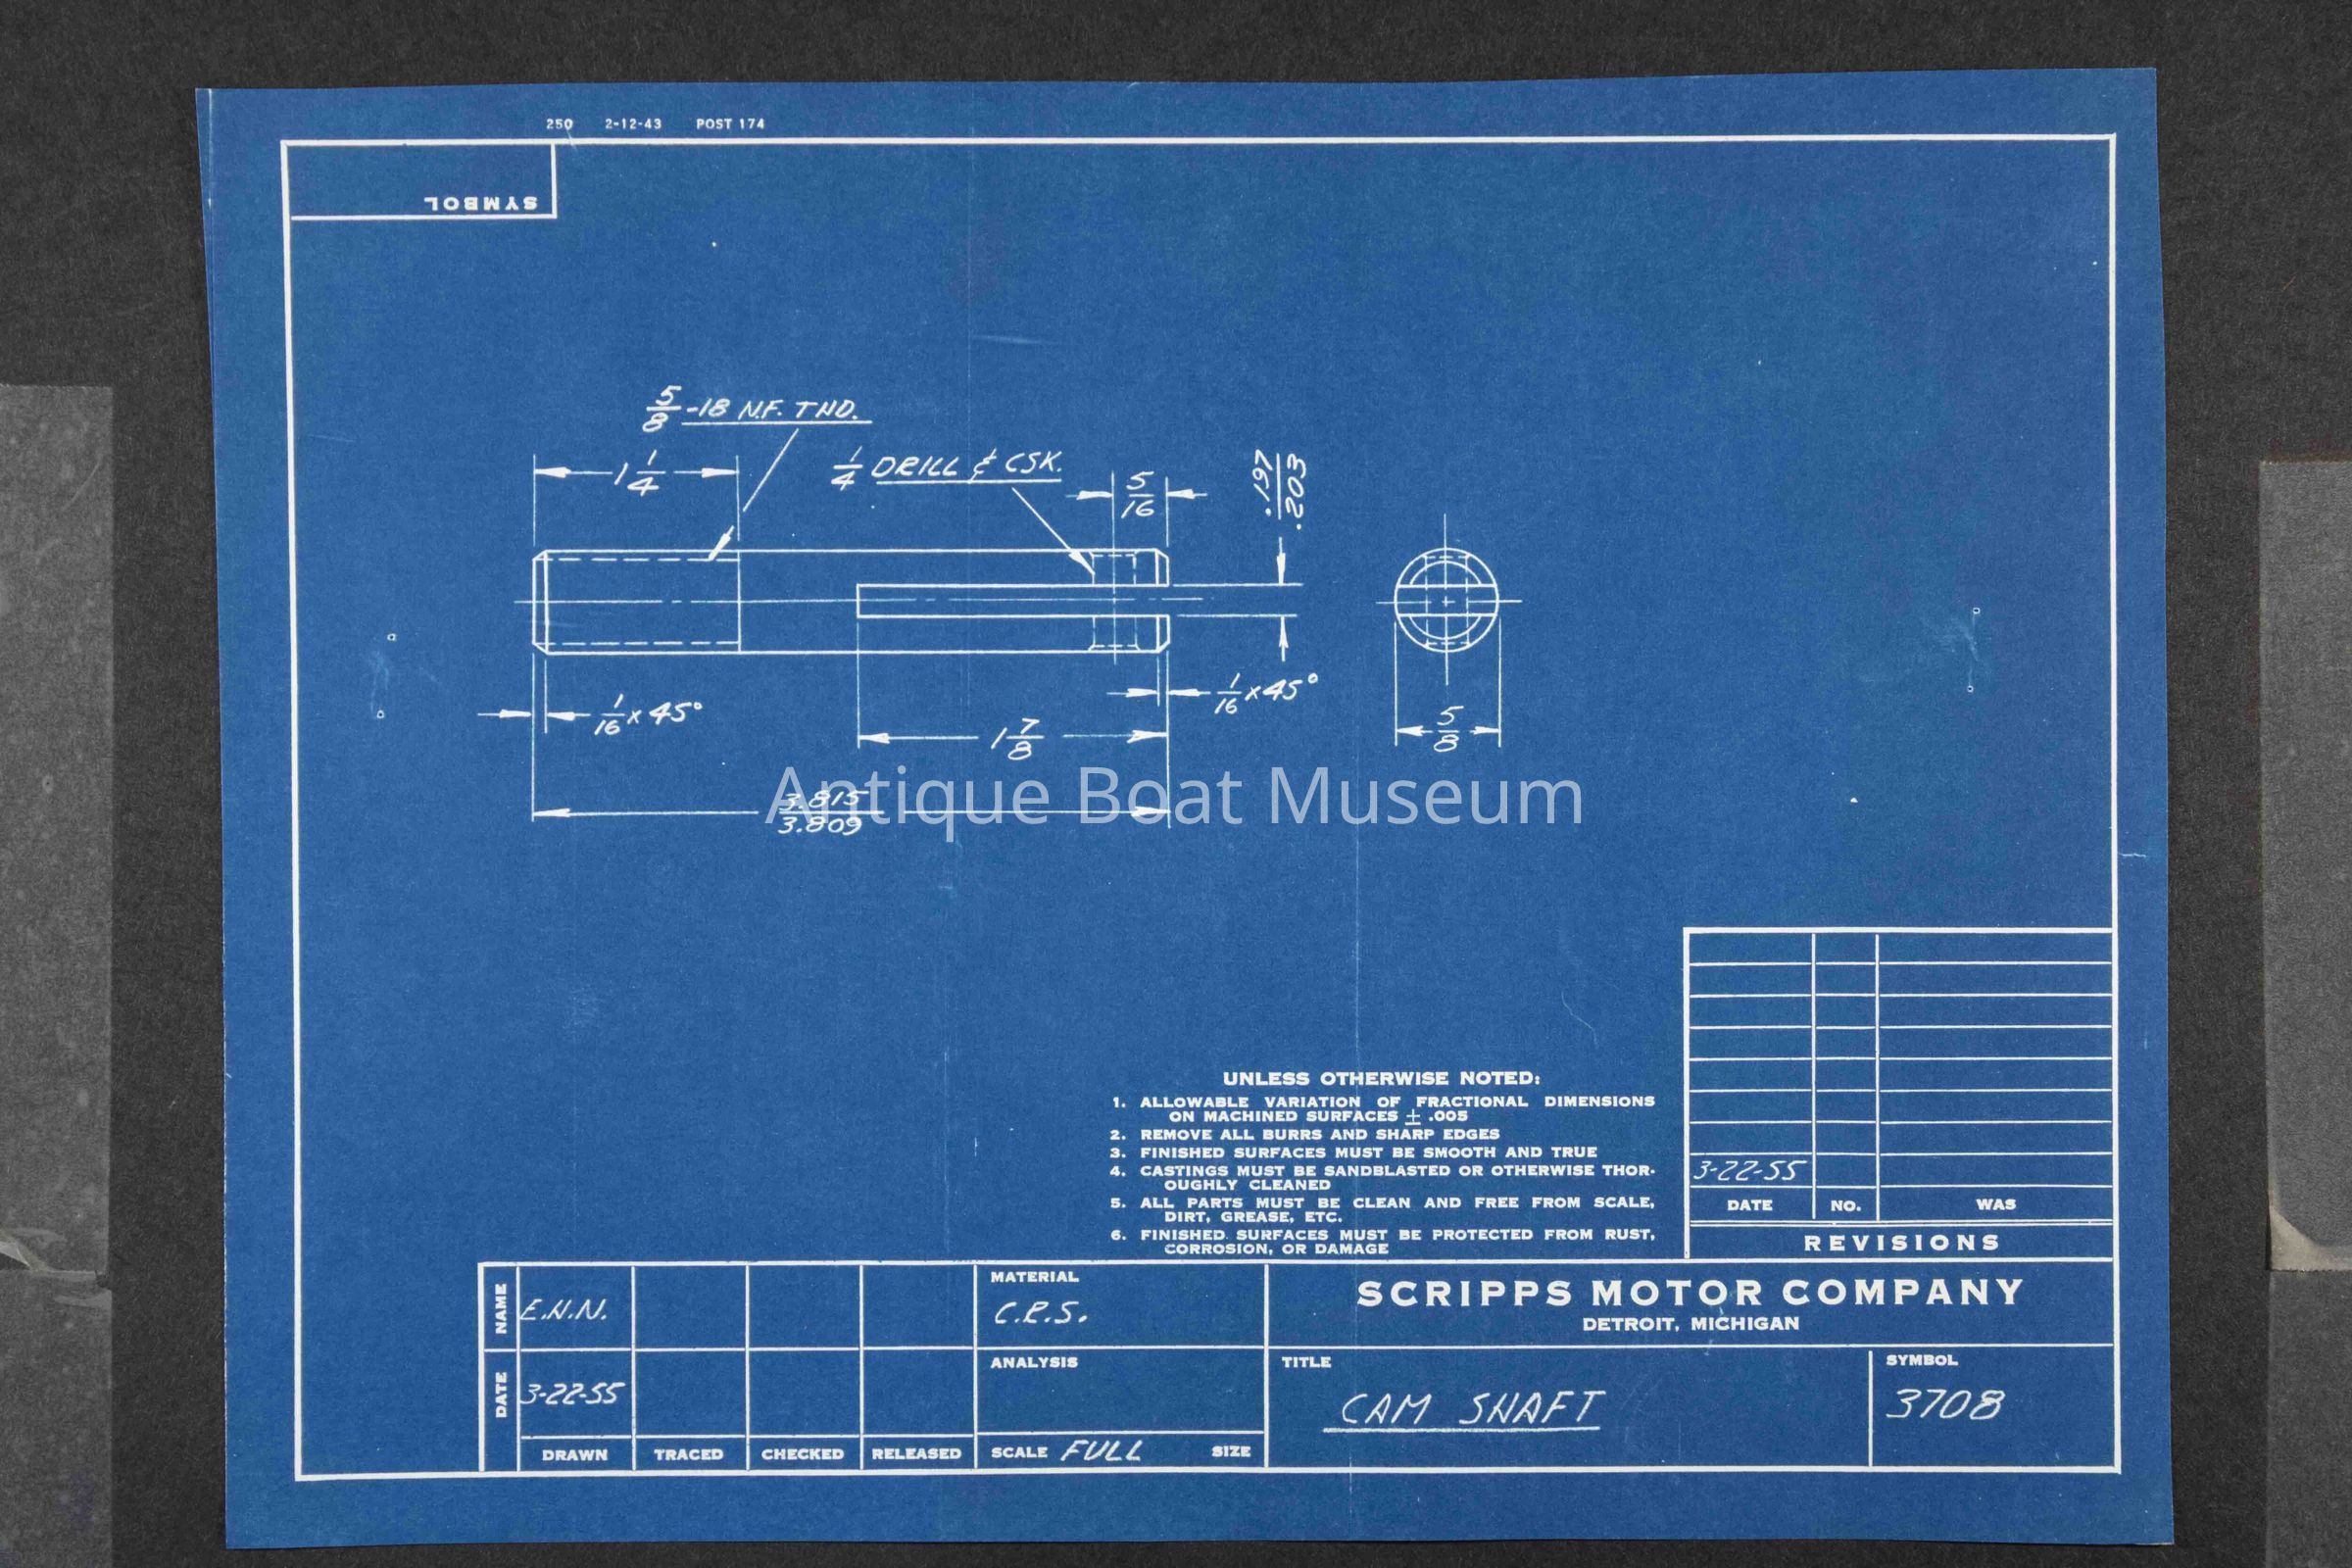 250 2-12-43 POST 174
SYMBOL
5/8-18 N.F. THD.
1 1/4
1/4 DRILL & CSK.
5/16
.197
.203
1/16 x 45°
1/16 x 45°
1 7/8
5/8
3.815
3.809
Antique Boat Museum
UNLESS OTHERWISE NOTED:
1. ALLOWABLE VARIATION OF FRACTIONAL DIMENSIONS
ON MACHINED SURFACES ± .005
2. REMOVE ALL BURRS AND SHARP EDGES
3. FINISHED SURFACES MUST BE SMOOTH AND TRUE
4. CASTINGS MUST BE SANDBLASTED OR OTHERWISE THOR-
OUGHLY CLEANED
5. ALL PARTS MUST BE CLEAN AND FREE FROM SCALE,
DIRT, GREASE, ETC.
6. FINISHED SURFACES MUST BE PROTECTED FROM RUST,
CORROSION, OR DAMAGE
3-22-55
DATE NO. WAS
REVISIONS
NAME E.H.N.
DATE 3-22-55
DRAWN TRACED CHECKED RELEASED
MATERIAL
C.R.S.
ANALYSIS
SCALE FULL SIZE
SCRIPPS MOTOR COMPANY
DETROIT, MICHIGAN
TITLE
CAM SHAFT
SYMBOL
3708